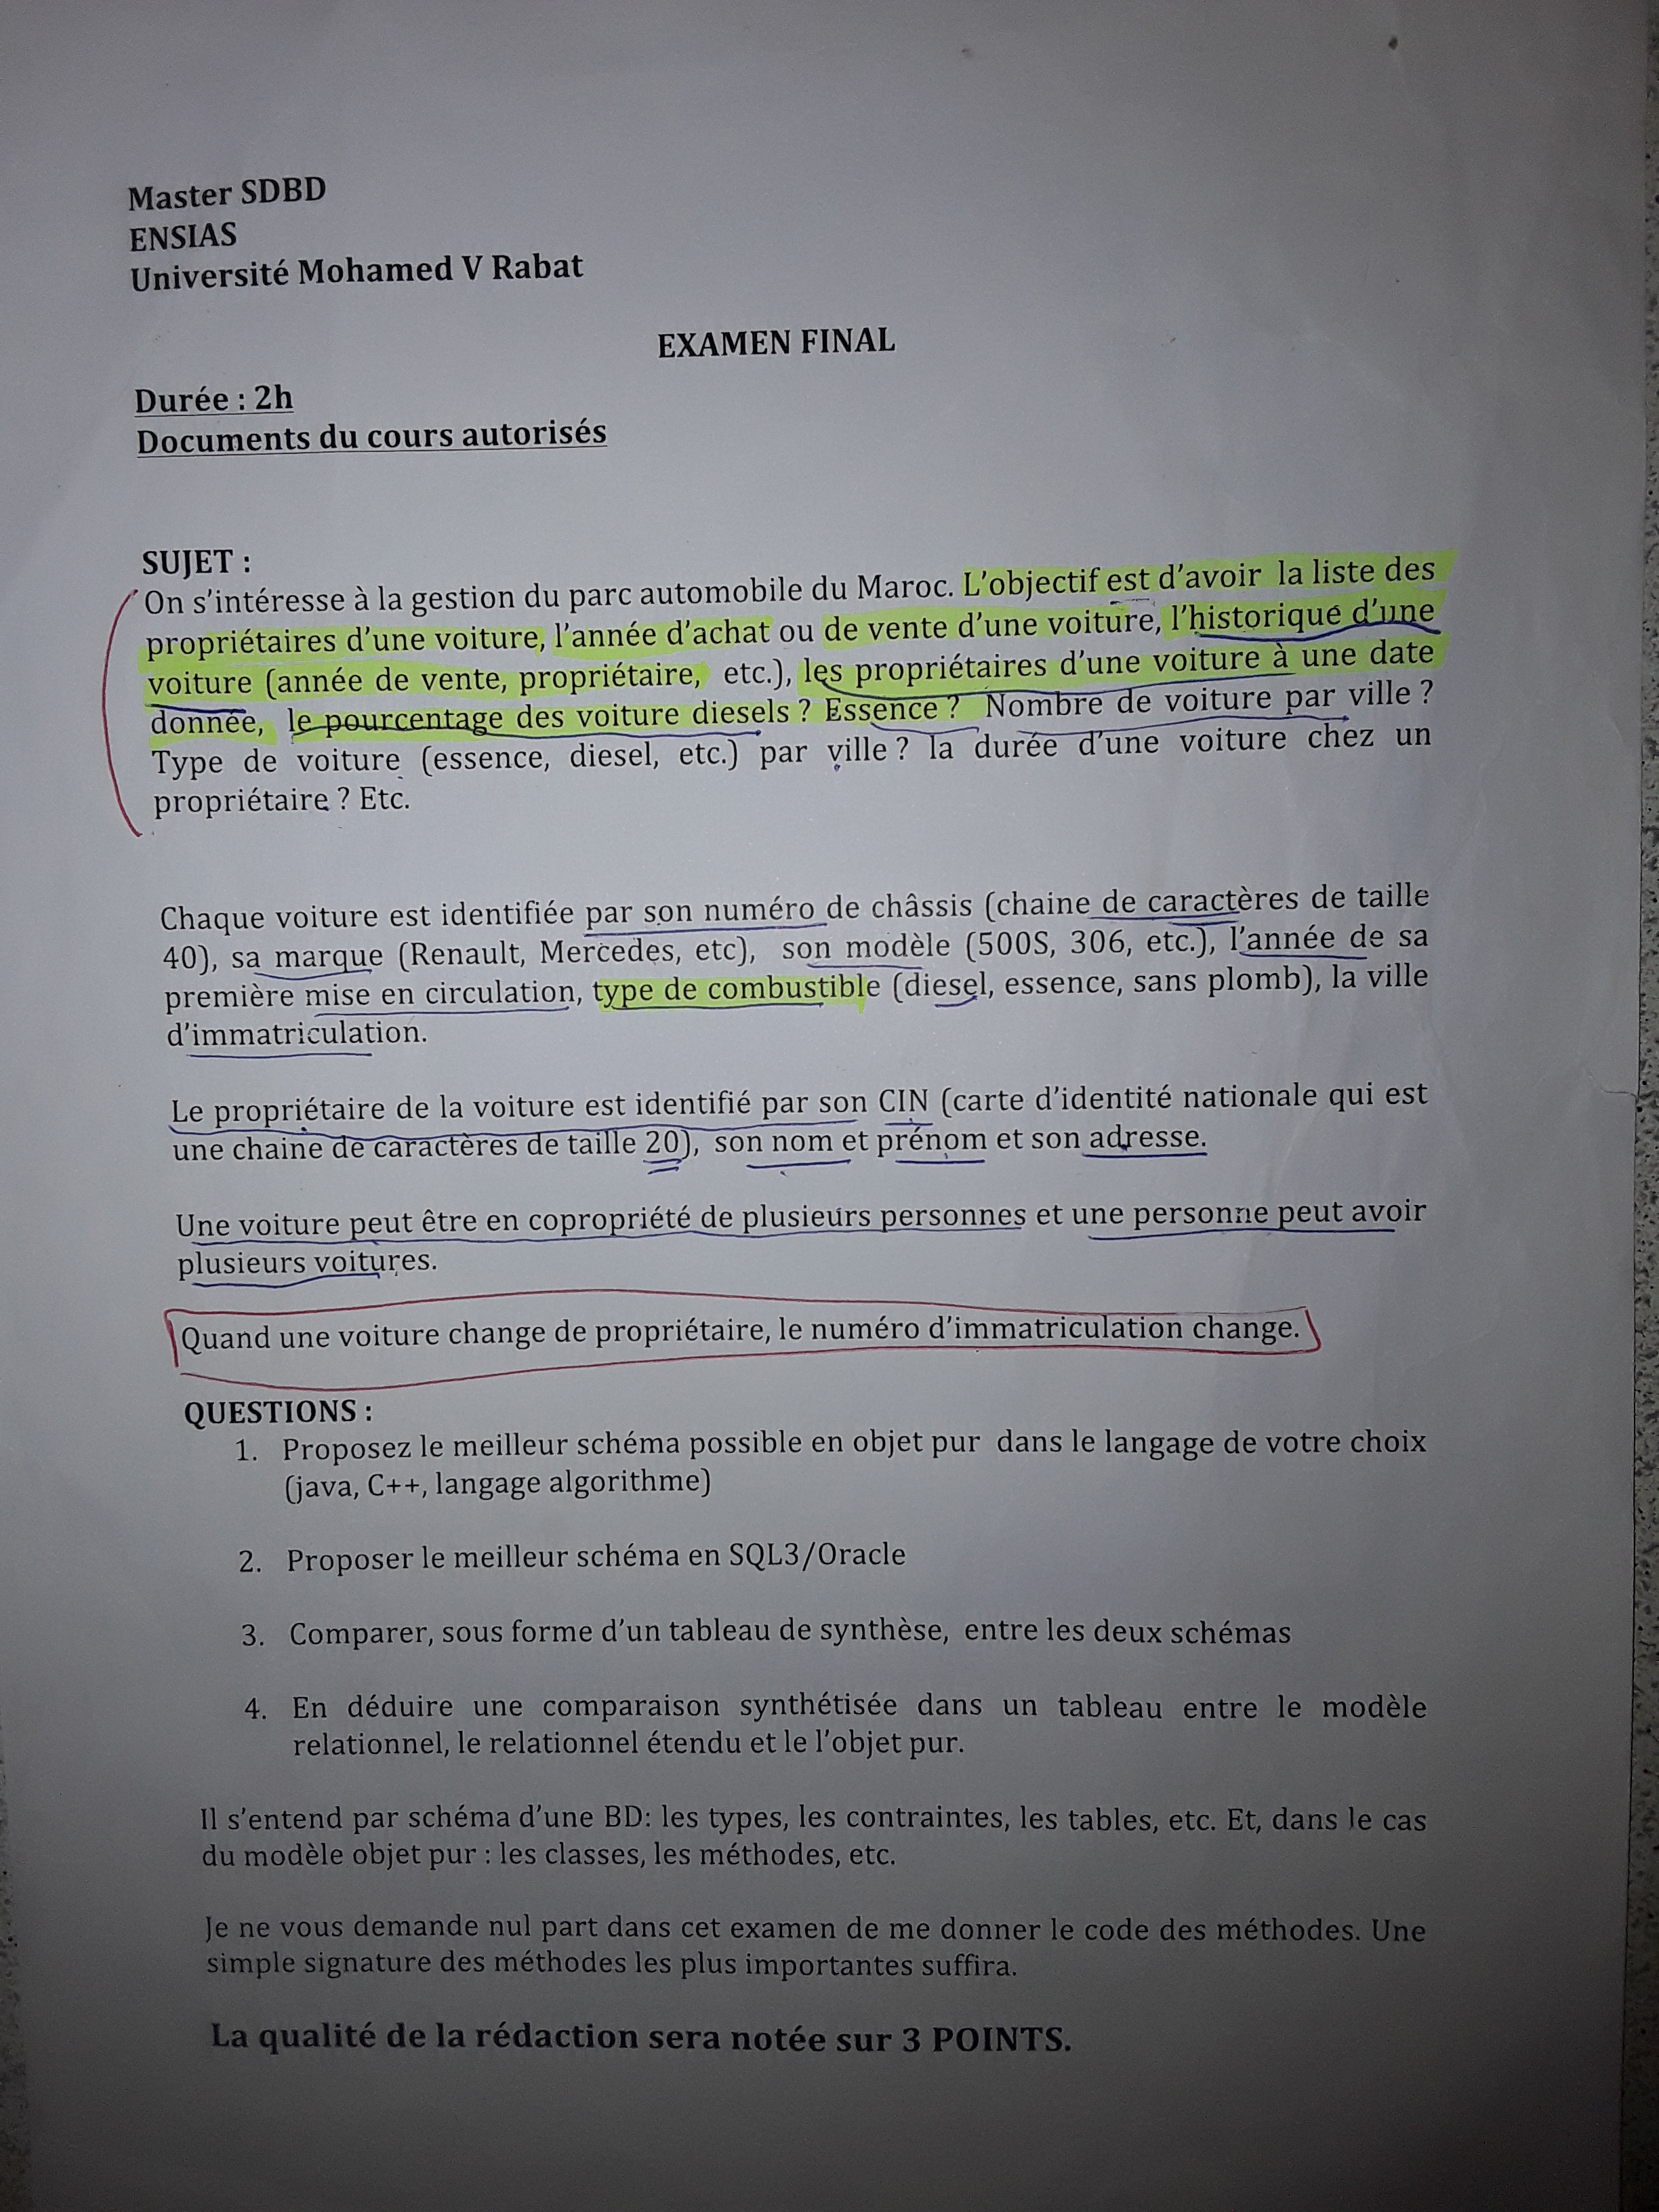 Master SDBD
ENSIAS
Université Mohamed V Rabat
EXAMEN FINAL
Durée : 2h
Documents du cours autorisés
SUJET :
On s'intéresse à la gestion du parc automobile du Maroc. L'objectif est d'avoir la liste des
propriétaires d'une voiture, l'année d'achat ou de vente d'une voiture, l'historique d'une
voiture (année de vente, propriétaire, etc.), les propriétaires d'une voiture à une date
donnée, le pourcentage des voiture diesels ? Essence ? Nombre de voiture par ville ?
Type de voiture (essence, diesel, etc.) par ville ? la durée d'une voiture chez un
propriétaire ? Etc.
Chaque voiture est identifiée par son numéro de châssis (chaine de caractères de taille
40), sa marque (Renault, Mercedes, etc), son modèle (500S, 306, etc.), l'année de sa
première mise en circulation, type de combustible (diesel, essence, sans plomb), la ville
d'immatriculation.
Le propriétaire de la voiture est identifié par son CIN (carte d'identité nationale qui est
une chaine de caractères de taille 20), son nom et prénom et son adresse.
Une voiture peut être en copropriété de plusieurs personnes et une personne peut avoir
plusieurs voitures.
Quand une voiture change de propriétaire, le numéro d'immatriculation change.
QUESTIONS :
1. Proposez le meilleur schéma possible en objet pur dans le langage de votre choix
(java, C++, langage algorithme)
2. Proposer le meilleur schéma en SQL3/Oracle
3. Comparer, sous forme d'un tableau de synthèse, entre les deux schémas
4. En déduire une comparaison synthétisée dans un tableau entre le modèle
relationnel, le relationnel étendu et le l'objet pur.
Il s'entend par schéma d'une BD: les types, les contraintes, les tables, etc. Et, dans le cas
du modèle objet pur : les classes, les méthodes, etc.
Je ne vous demande nul part dans cet examen de me donner le code des méthodes. Une
simple signature des méthodes les plus importantes suffira.
La qualité de la rédaction sera notée sur 3 POINTS.